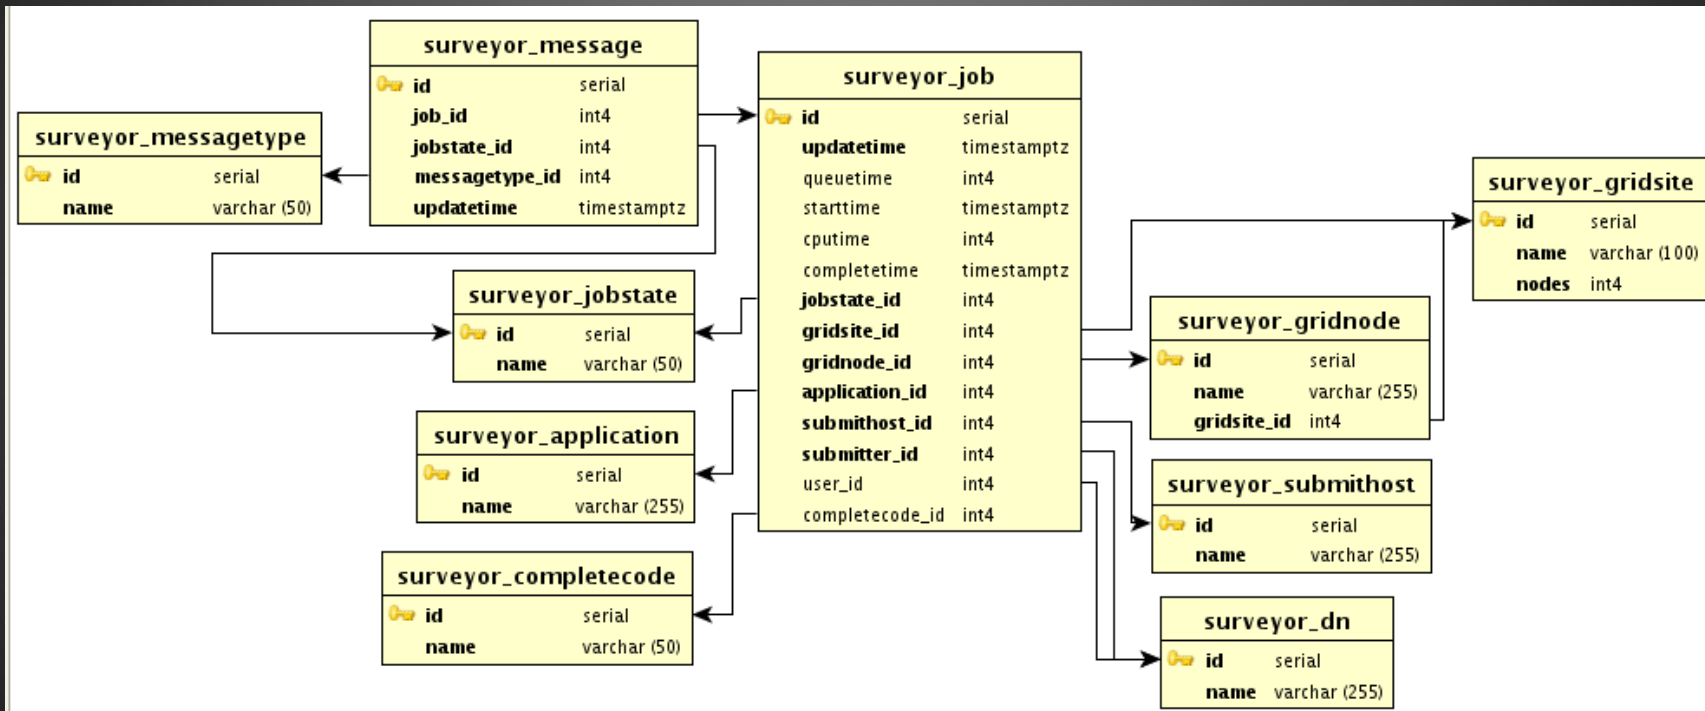 surveyor_message
id serial
job_id int4
jobstate_id int4
messagetype_id int4
updatetime timestamptz
surveyor_messagetype
id serial
name varchar (50)
surveyor_jobstate
id serial
name varchar (50)
surveyor_application
id serial
name varchar (255)
surveyor_completecode
id serial
name varchar (50)
surveyor_job
id serial
updatetime timestamptz
queuetime int4
starttime timestamptz
cputime int4
completetime timestamptz
jobstate_id int4
gridsite_id int4
gridnode_id int4
application_id int4
submithost_id int4
submitter_id int4
user_id int4
completecode_id int4
surveyor_gridsite
id serial
name varchar (100)
nodes int4
surveyor_gridnode
id serial
name varchar (255)
gridsite_id int4
surveyor_submithost
id serial
name varchar (255)
surveyor_dn
id serial
name varchar (255)